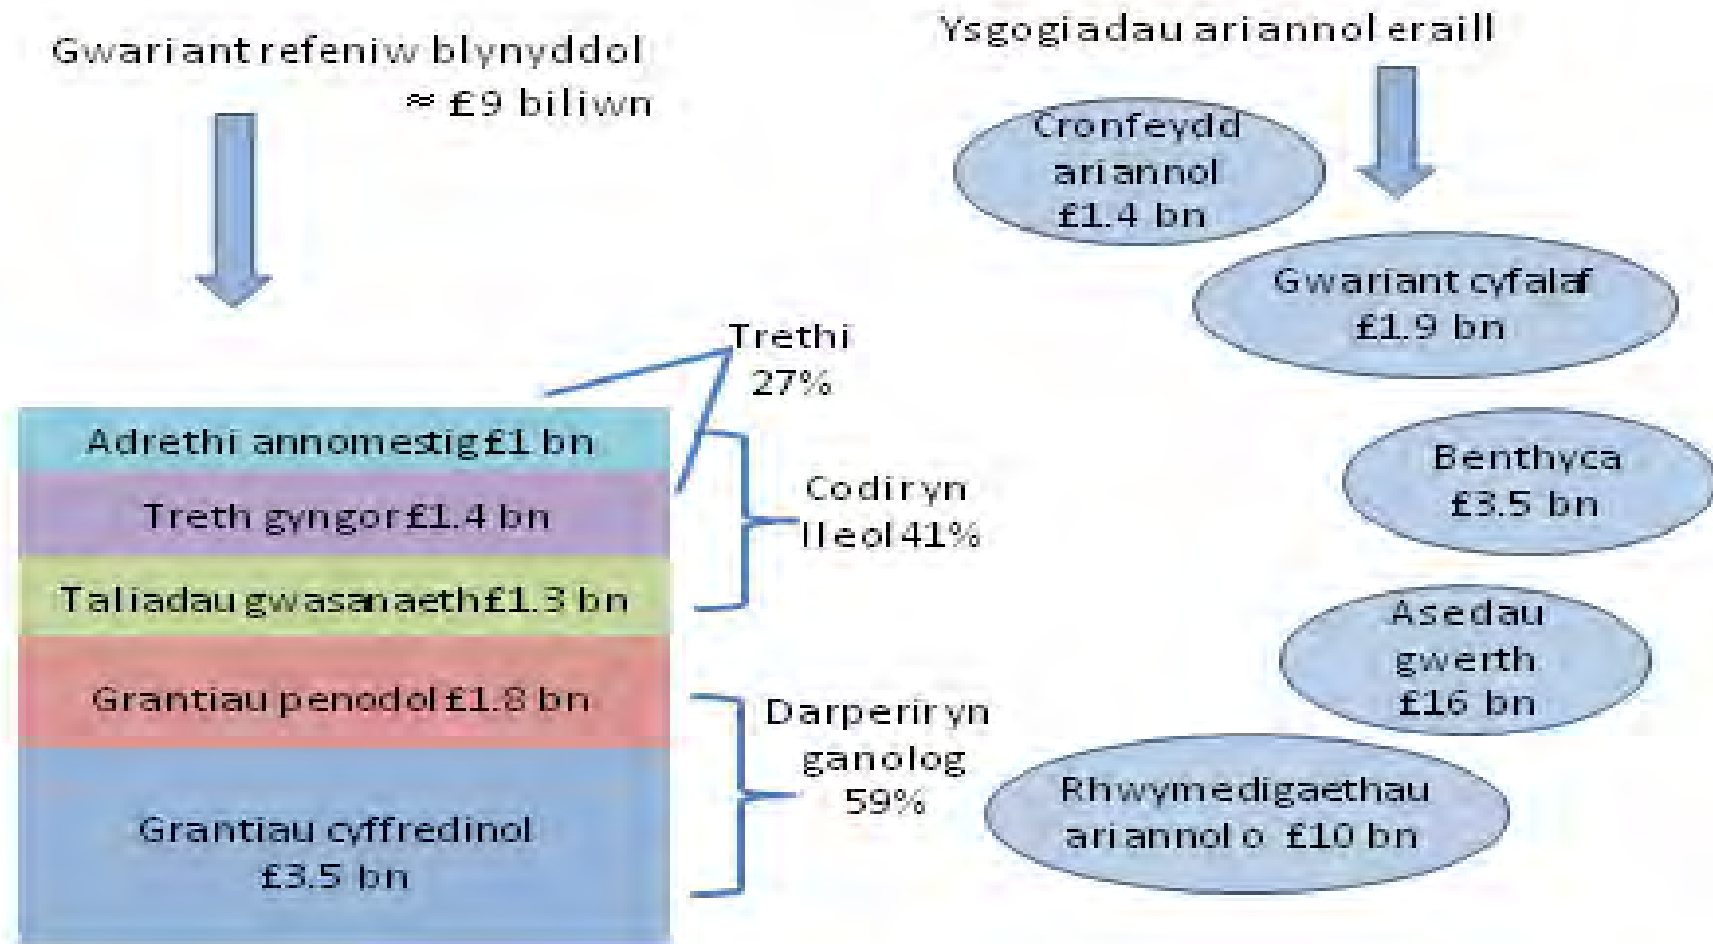 Gwariant refeniw blynyddol
≈ £9 biliwn
Adrethi annomestig £1 bn
Treth gyngor £1.4 bn
Taliadau gwasanaeth £1.3 bn
Grantiau penodol £1.8 bn
Grantiau cyffredinol
£3.5 bn
Trethi
27%
Codir yn
lleol 41%
Darperir yn
ganolog
59%
Ysgogiadau ariannol eraill
Cronfeydd
ariannol
£1.4 bn
Gwariant cyfalaf
£1.9 bn
Benthyca
£3.5 bn
Asedau
gwerth
£16 bn
Rhwymedigaethau
ariannol o £10 bn